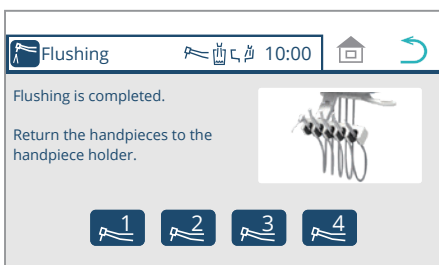 Flushing 10:00
Flushing is completed.
Return the handpieces to the
handpiece holder.
1 2 3 4